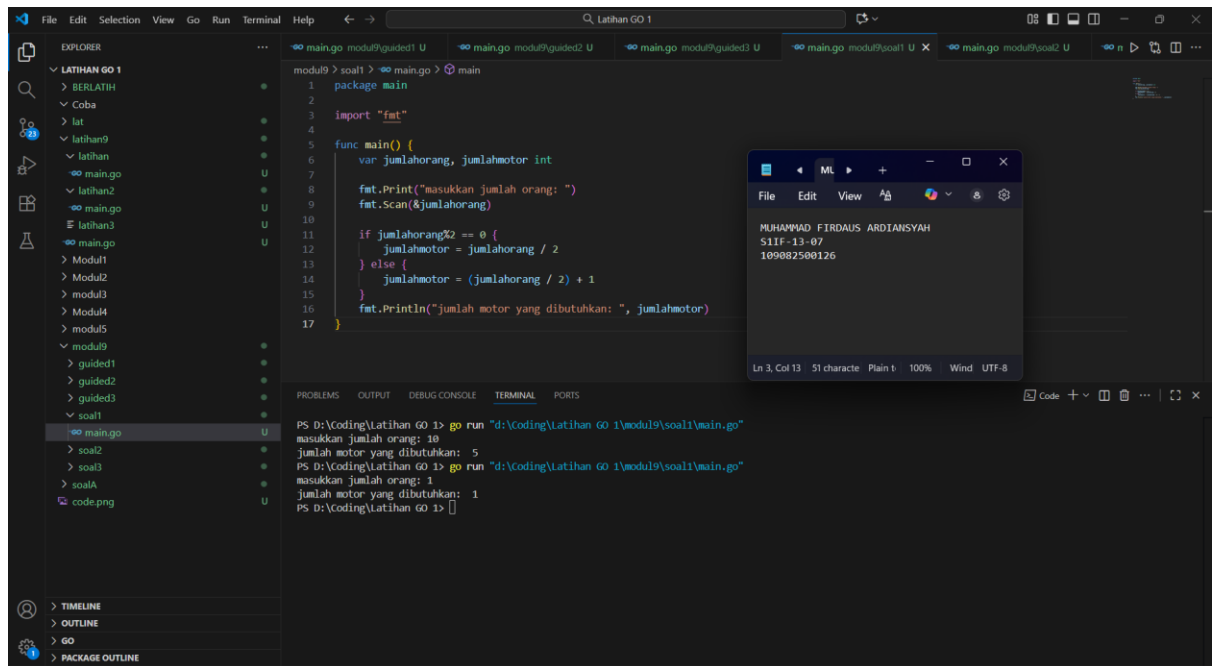 File Edit Selection View Go Run Terminal Help
Latihan GO 1
EXPLORER
LATIHAN GO 1
BERLATIH
Coba
lat
latihan9
latihan
main.go U
latihan2
main.go U
latihan3 U
main.go U
Modul1
Modul2
modul3
Modul4
modul5
modul9
guided1
guided2
guided3
soal1
main.go U
soal2
soal3
soalA
code.png U
TIMELINE
OUTLINE
GO
PACKAGE OUTLINE
23
1
main.go modul9\guided1 U main.go modul9\guided2 U main.go modul9\guided3 U main.go modul9\soal1 U main.go modul9\soal2 U
modul9 > soal1 > main.go > main
1 package main
2
3 import "fmt"
4
5 func main() {
6 var jumlahorang, jumlahmotor int
7
8 fmt.Print("masukkan jumlah orang: ")
9 fmt.Scan(&jumlahorang)
10
11 if jumlahorang%2 == 0 {
12 jumlahmotor = jumlahorang / 2
13 } else {
14 jumlahmotor = (jumlahorang / 2) + 1
15 }
16 fmt.Println("jumlah motor yang dibutuhkan: ", jumlahmotor)
17 }
ML
File Edit View
MUHAMMAD FIRDAUS ARDIANSYAH
S1IF-13-07
109082500126
Ln 3, Col 13 51 characte Plain t 100% Wind UTF-8
PROBLEMS OUTPUT DEBUG CONSOLE TERMINAL PORTS
Code
PS D:\Coding\Latihan GO 1> go run "d:\Coding\Latihan GO 1\modul9\soal1\main.go"
masukkan jumlah orang: 10
jumlah motor yang dibutuhkan:  5
PS D:\Coding\Latihan GO 1> go run "d:\Coding\Latihan GO 1\modul9\soal1\main.go"
masukkan jumlah orang: 1
jumlah motor yang dibutuhkan:  1
PS D:\Coding\Latihan GO 1>